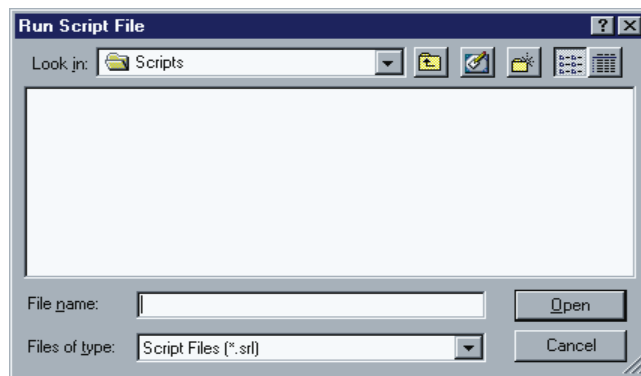 Run Script File
Look in: Scripts
File name:
Open
Files of type: Script Files (*.srl)
Cancel